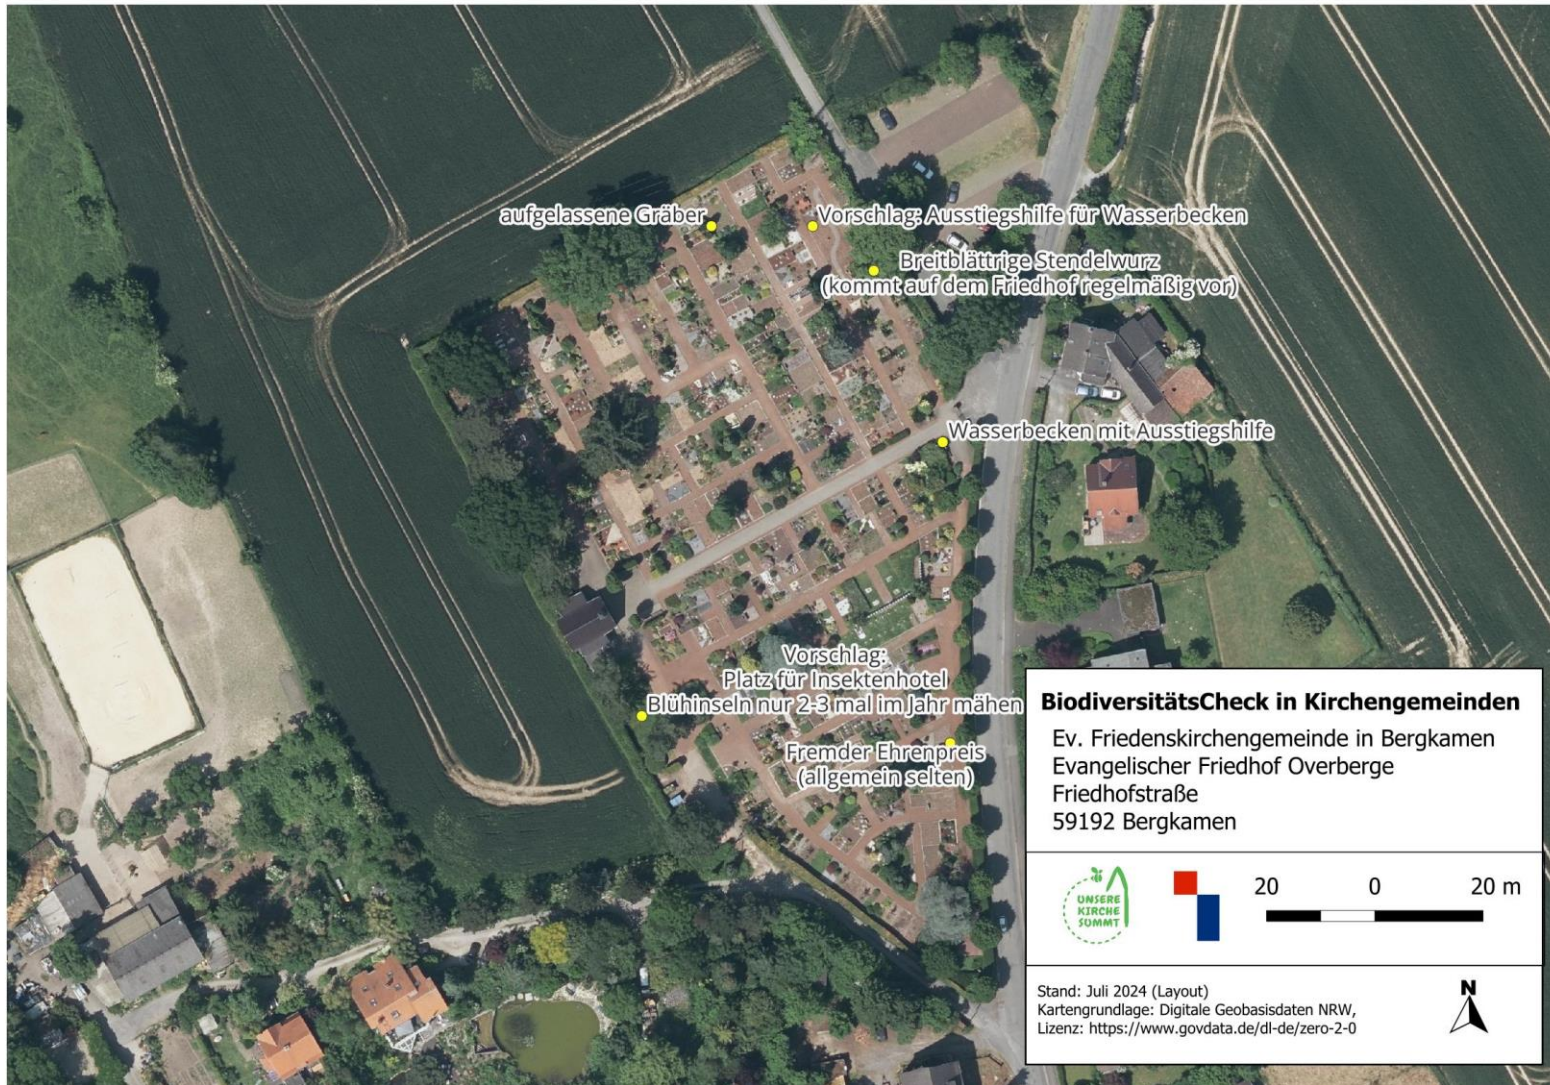 aufgelassene Gräber
Vorschlag: Ausstiegshilfe für Wasserbecken
Breitblättrige Stendelwurz
(kommt auf dem Friedhof regelmäßig vor)
Wasserbecken mit Ausstiegshilfe
Vorschlag:
Platz für Insektenhotel
Blühinseln nur 2-3 mal im Jahr mähen
Fremder Ehrenpreis
(allgemein selten)
BiodiversitätsCheck in Kirchengemeinden
Ev. Friedenskirchengemeinde in Bergkamen
Evangelischer Friedhof Overberge
Friedhofstraße
59192 Bergkamen
UNSERE
KIRCHE
SUMMT
20 0 20 m
Stand: Juli 2024 (Layout)
Kartengrundlage: Digitale Geobasisdaten NRW,
Lizenz: https://www.govdata.de/dl-de/zero-2-0
N